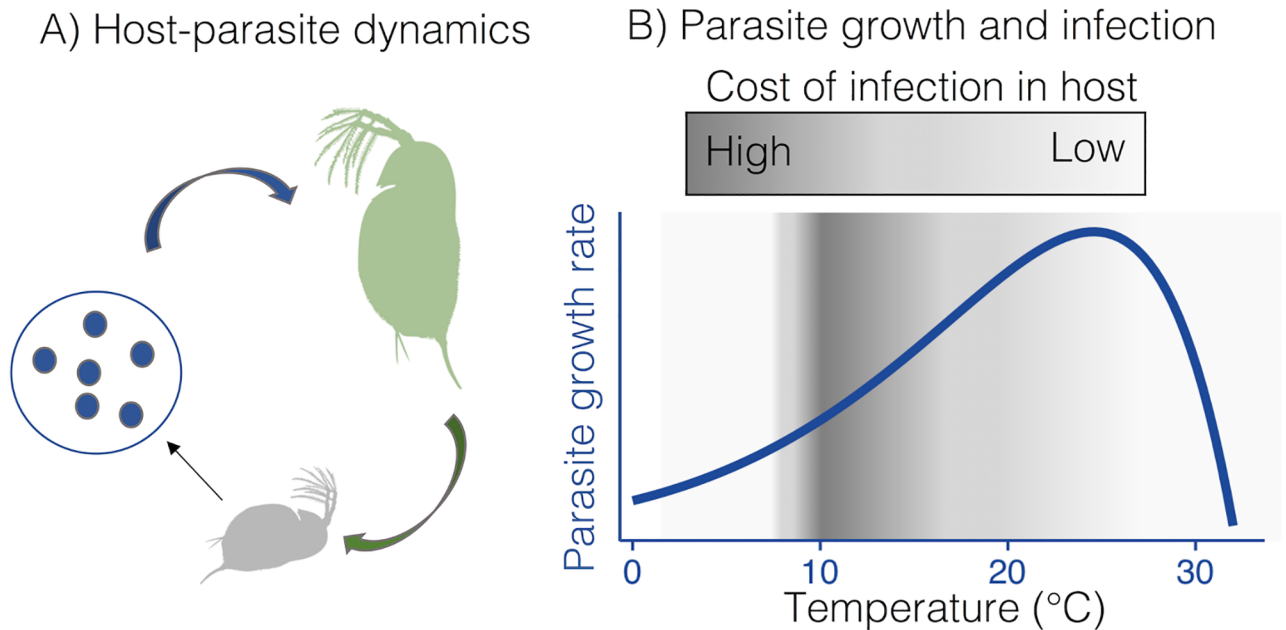 A) Host-parasite dynamics
B) Parasite growth and infection
Cost of infection in host
High
Low
Parasite growth rate
0
10
20
30
Temperature (°C)